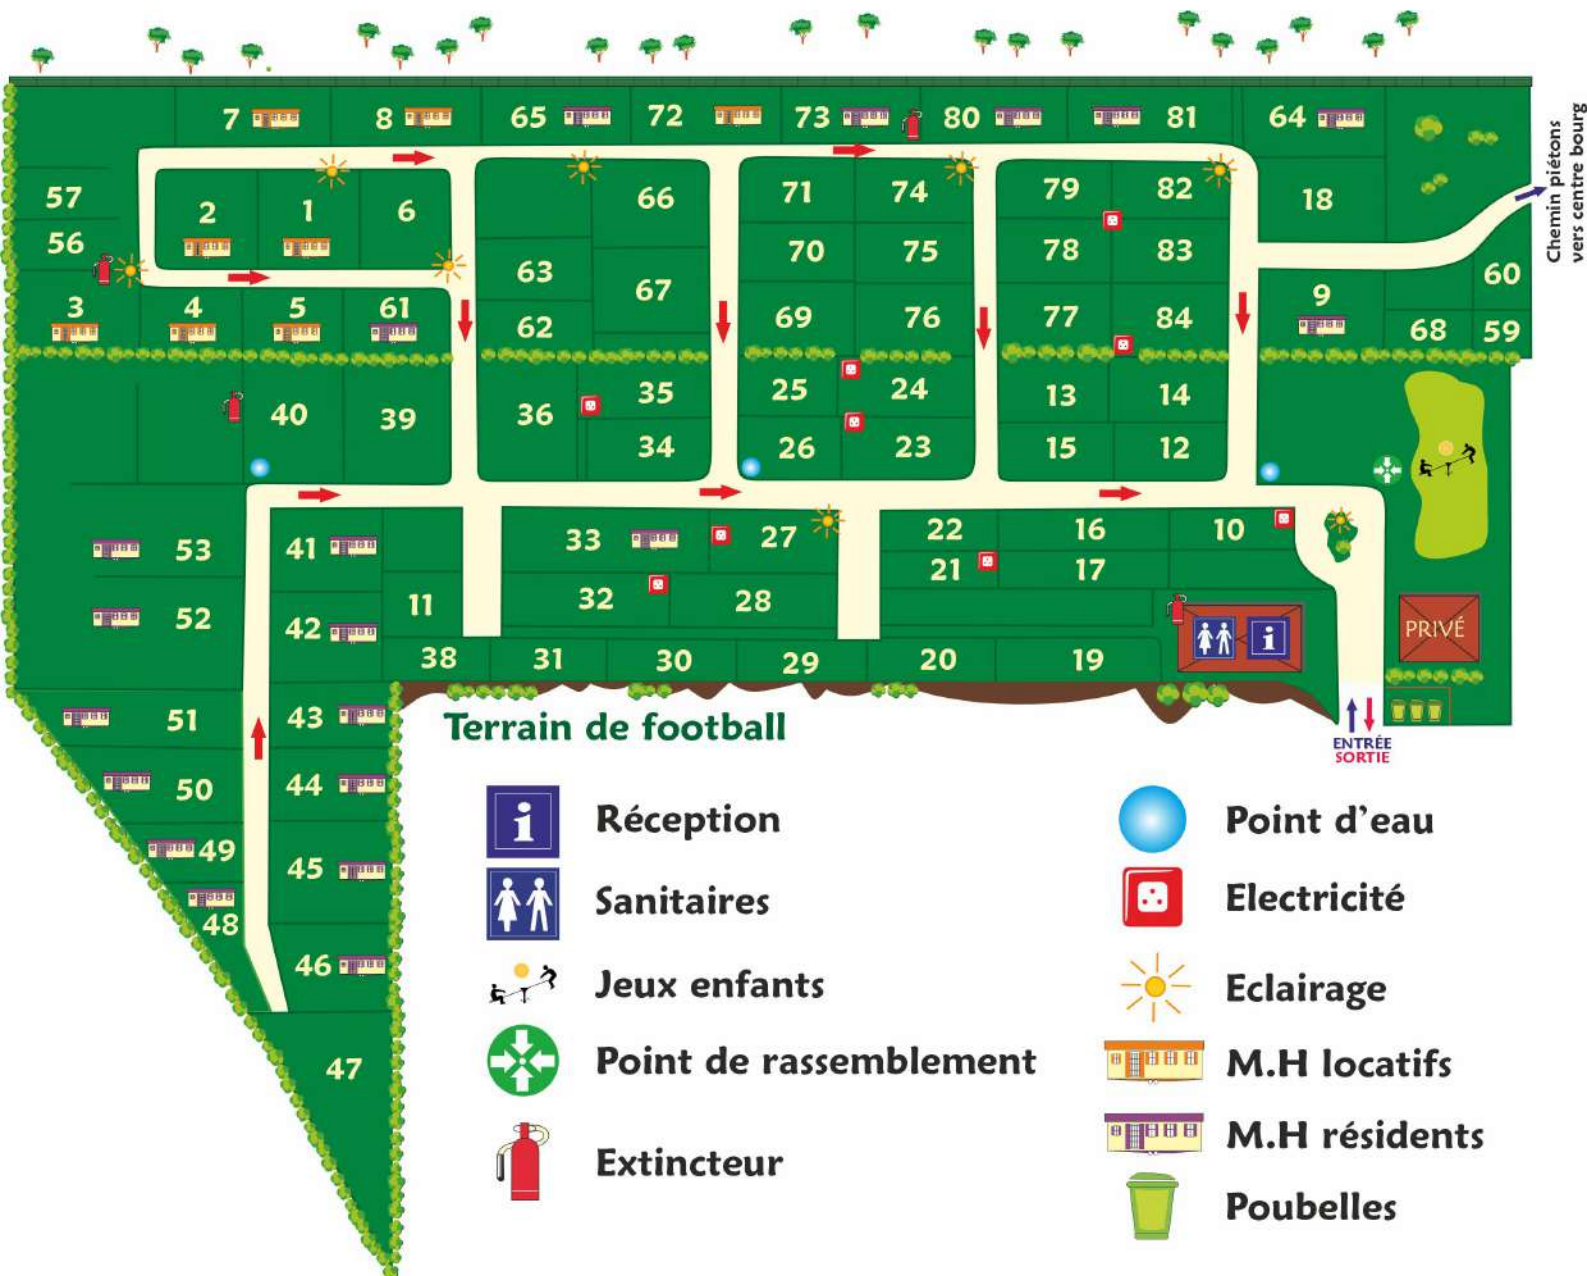 7 8 65 72 73 80 81 64
Chemin piétons
vers centre bourg
57 2 1 6 66 71 74 79 82 18
56 63 67 70 75 78 83 60
3 4 5 61 62 69 76 77 84 9 68 59
40 39 36 35 25 24 13 14
34 26 23 15 12
53 41 33 27 22 16 10
21 17
52 42 11 32 28
PRIVÉ
i
38 31 30 29 20 19
51 43
Terrain de football
ENTRÉE
SORTIE
50 44
49 45
48
46
47
i Réception
Sanitaires
Jeux enfants
Point de rassemblement
Extincteur
Point d'eau
Electricité
Eclairage
M.H locatifs
M.H résidents
Poubelles